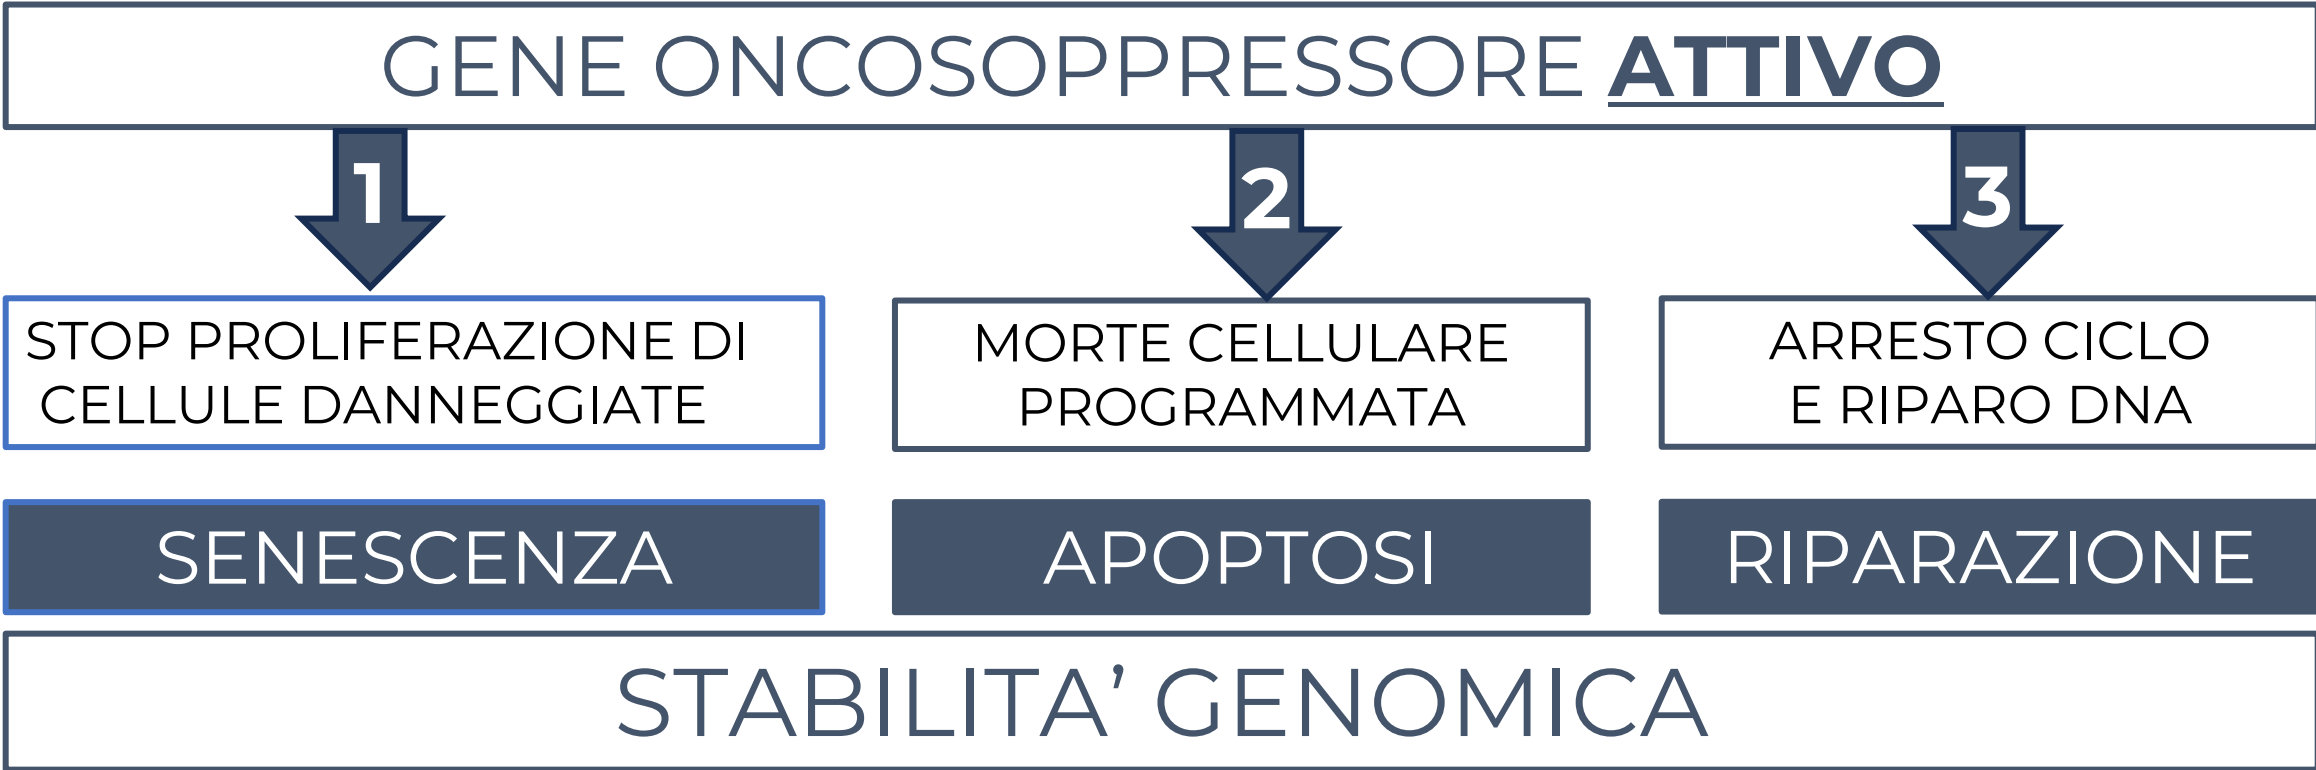 GENE ONCOSOPPRESSORE ATTIVO
1
2
3
STOP PROLIFERAZIONE DI
CELLULE DANNEGGIATE
MORTE CELLULARE
PROGRAMMATA
ARRESTO CICLO
E RIPARO DNA
SENESCENZA
APOPTOSI
RIPARAZIONE
STABILITA’ GENOMICA